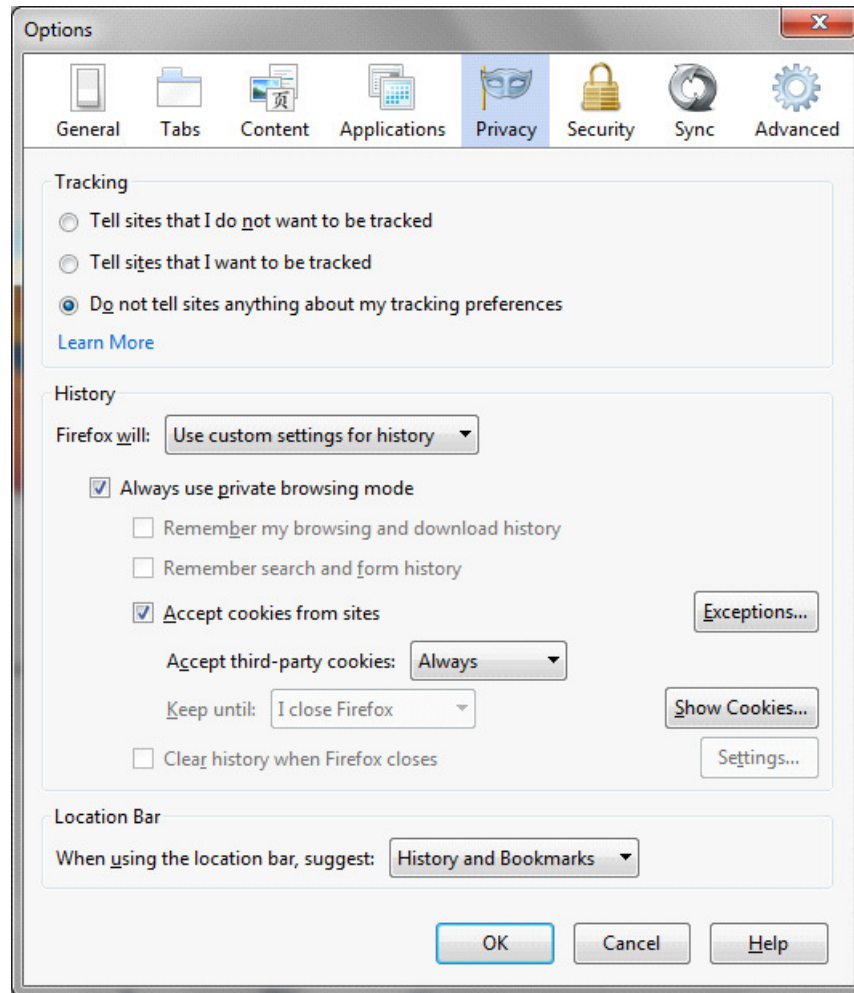 Options
General Tabs Content Applications Privacy Security Sync Advanced
Tracking
Tell sites that I do not want to be tracked
Tell sites that I want to be tracked
Do not tell sites anything about my tracking preferences
Learn More
History
Firefox will: Use custom settings for history
Always use private browsing mode
Remember my browsing and download history
Remember search and form history
Accept cookies from sites Exceptions...
Accept third-party cookies: Always
Keep until: I close Firefox Show Cookies...
Clear history when Firefox closes Settings...
Location Bar
When using the location bar, suggest: History and Bookmarks
OK Cancel Help